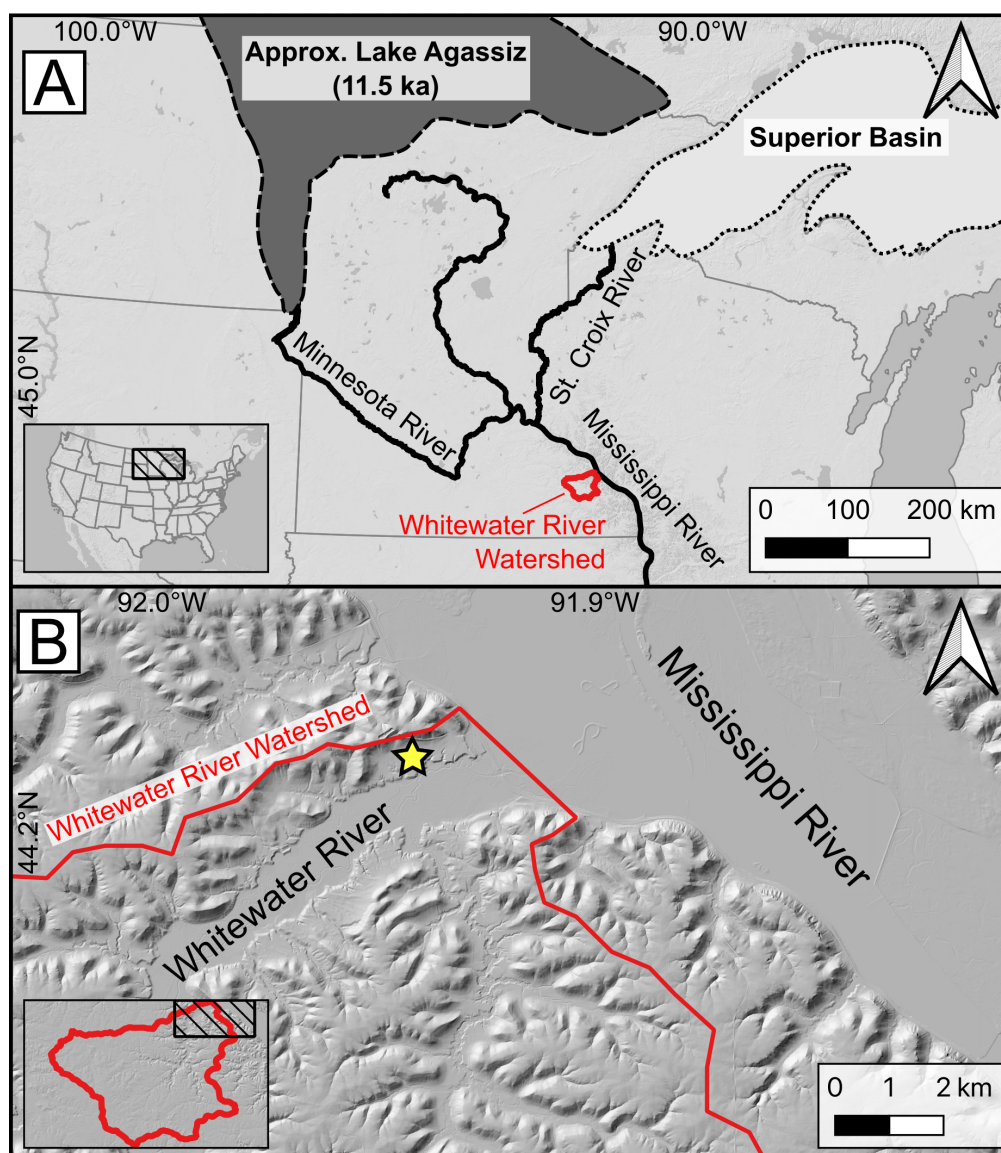 100.0°W
90.0°W
A
Approx. Lake Agassiz
(11.5 ka)
Superior Basin
45.0°N
Minnesota River
St. Croix River
Mississippi River
Whitewater River
Watershed
0 100 200 km
B
92.0°W
91.9°W
44.2°N
Whitewater River Watershed
Whitewater River
Mississippi River
0 1 2 km